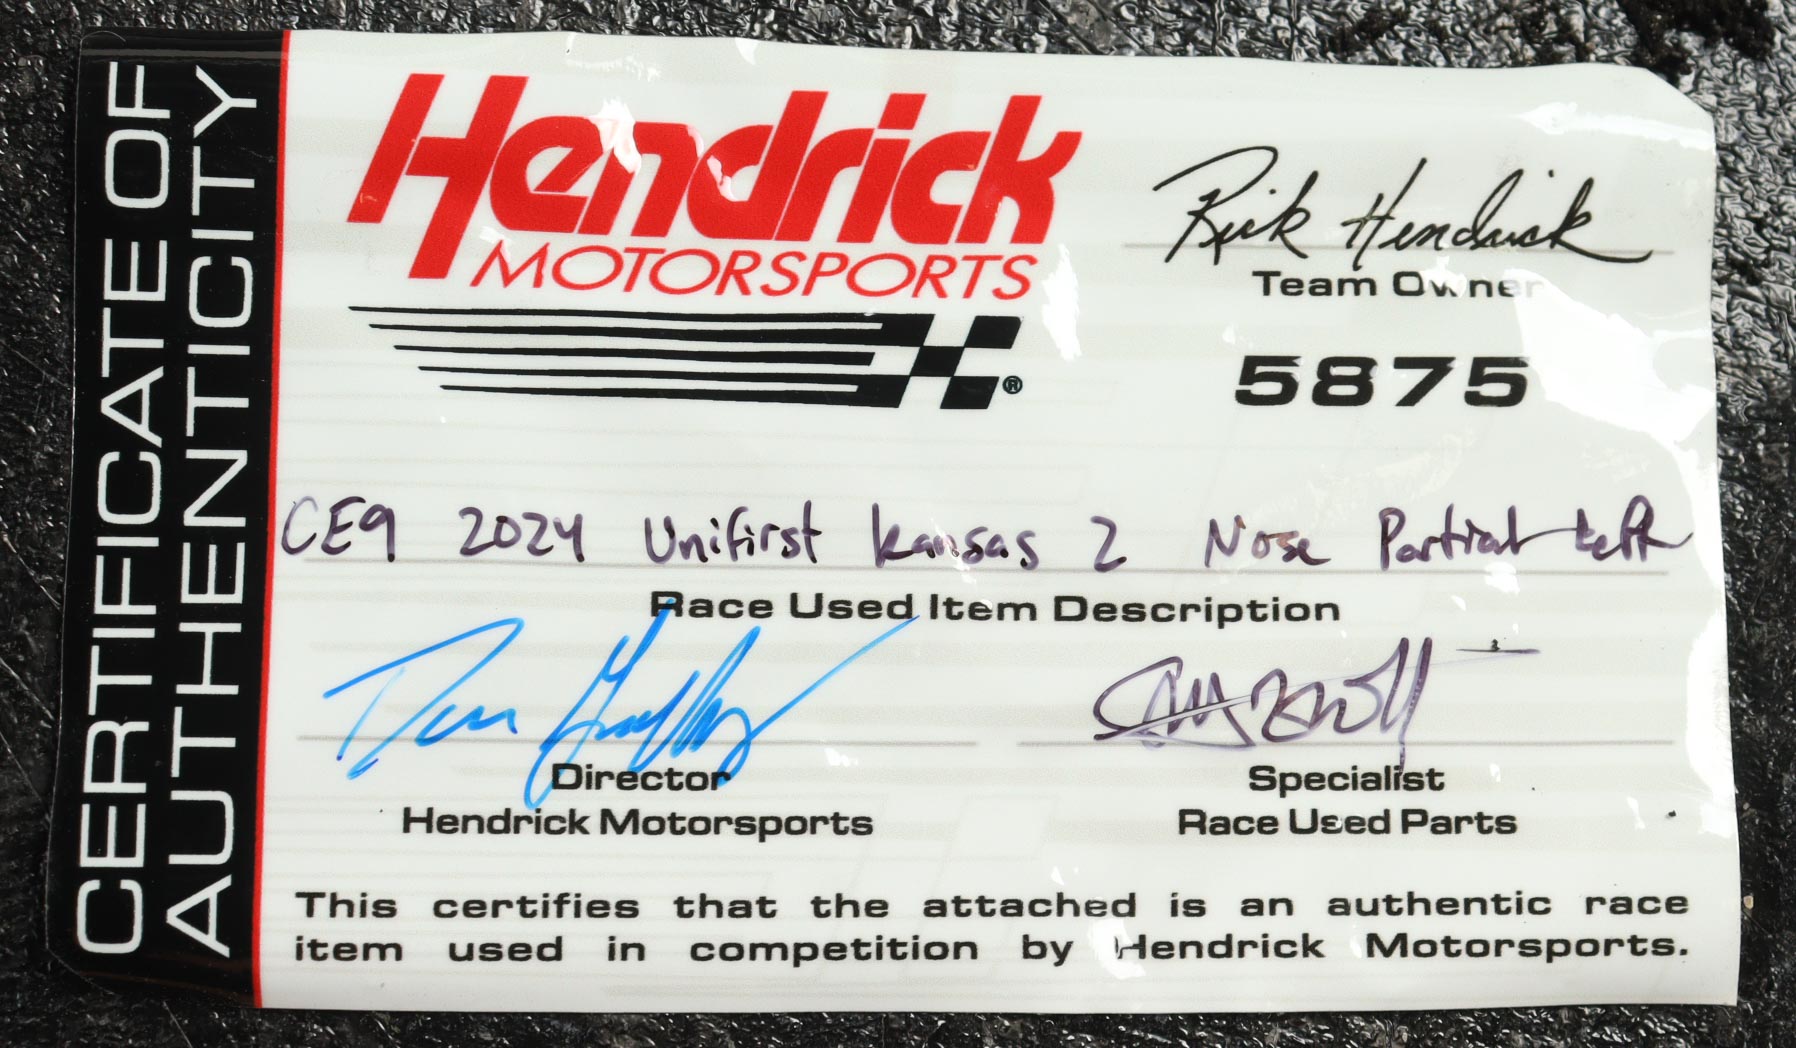 CERTIFICATE OF
AUTHENTICITY
Hendrick
MOTORSPORTS
®
Rick Hendrick
Team Owner
5875
CE9 2024 Unifirst Kansas 2 Nose Partial Left
Race Used Item Description
Director
Hendrick Motorsports
Specialist
Race Used Parts
This certifies that the attached is an authentic race
item used in competition by Hendrick Motorsports.